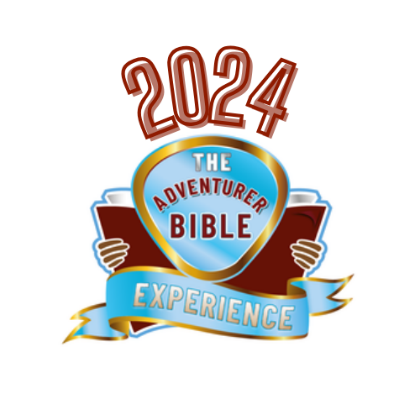 2024
THE
ADVENTURER
BIBLE
EXPERIENCE